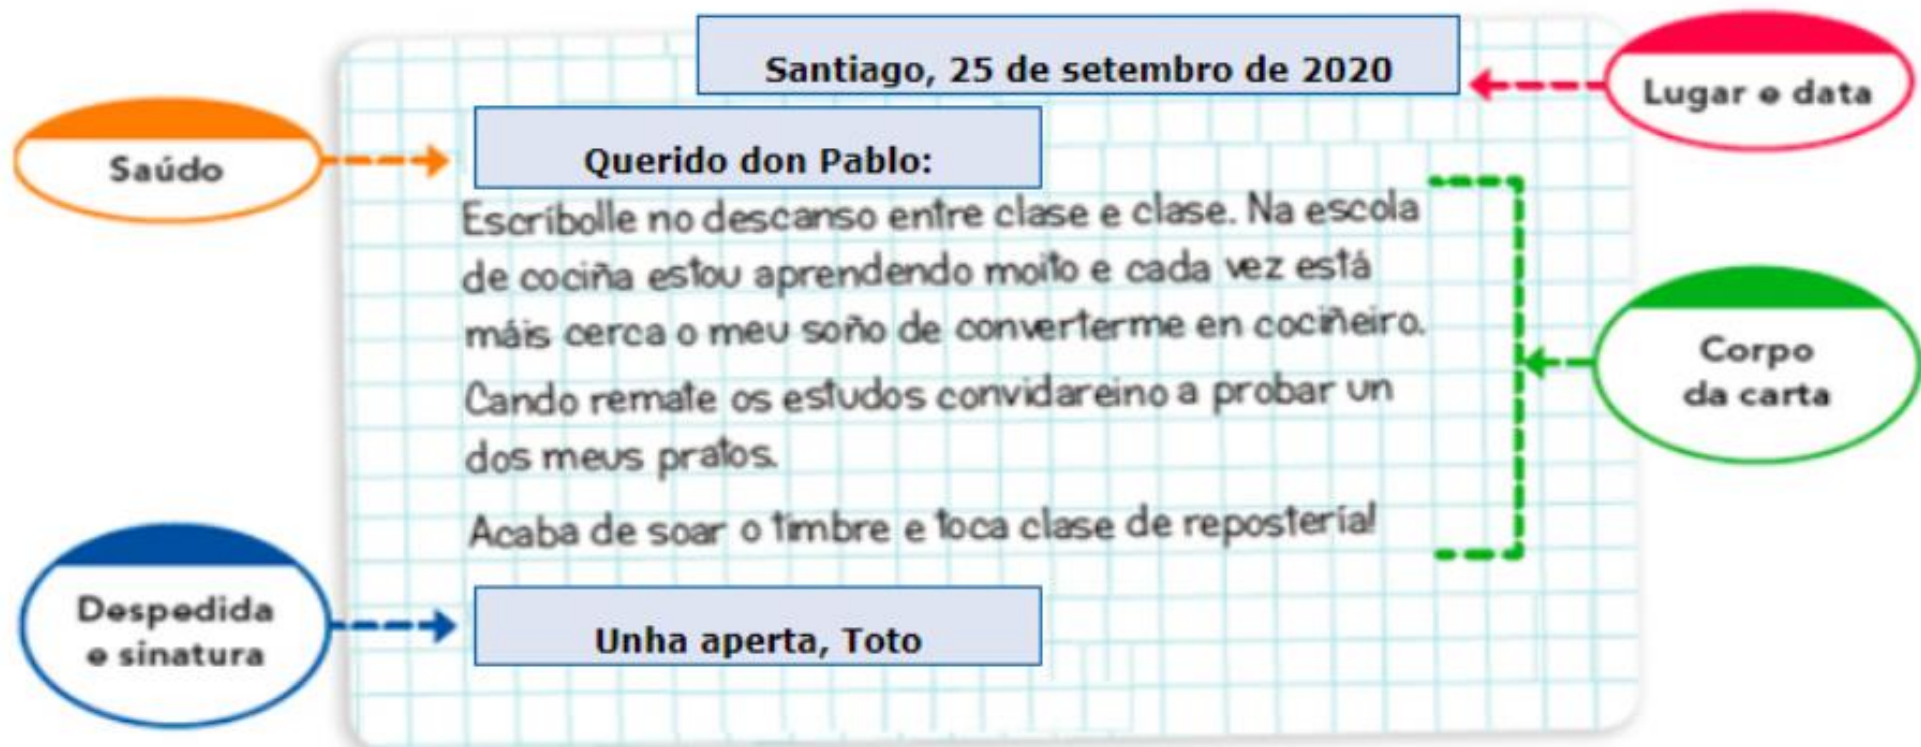 Santiago, 25 de setembro de 2020
Lugar e data
Saúdo
Querido don Pablo:
Escríbolle no descanso entre clase e clase. Na escola
de cociña estou aprendendo moito e cada vez está
máis cerca o meu soño de converterme en cociñeiro.
Cando remate os estudos convidareino a probar un
dos meus pratos.
Acaba de soar o timbre e toca clase de repostería!
Corpo
da carta
Despedida
e sinatura
Unha aperta, Toto